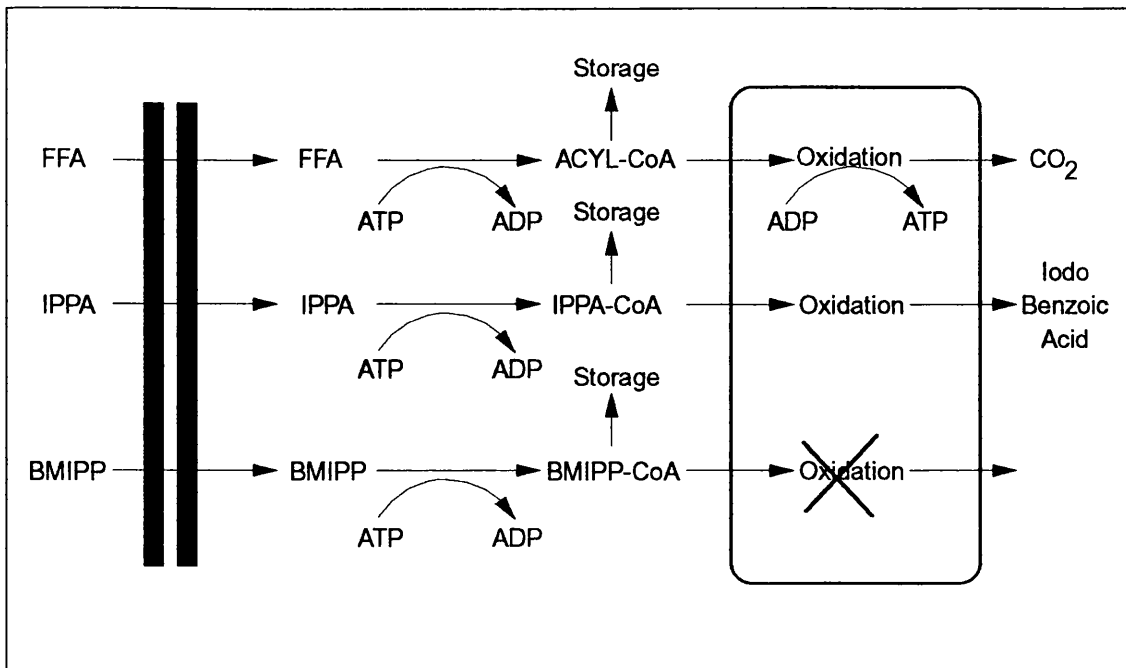 Storage
FFA
FFA
ACYL-CoA
Oxidation
CO2
ATP
ADP
ADP
ATP
Storage
IPPA
IPPA
IPPA-CoA
Oxidation
Iodo
Benzoic
Acid
ATP
ADP
Storage
BMIPP
BMIPP
BMIPP-CoA
Oxidation
ATP
ADP